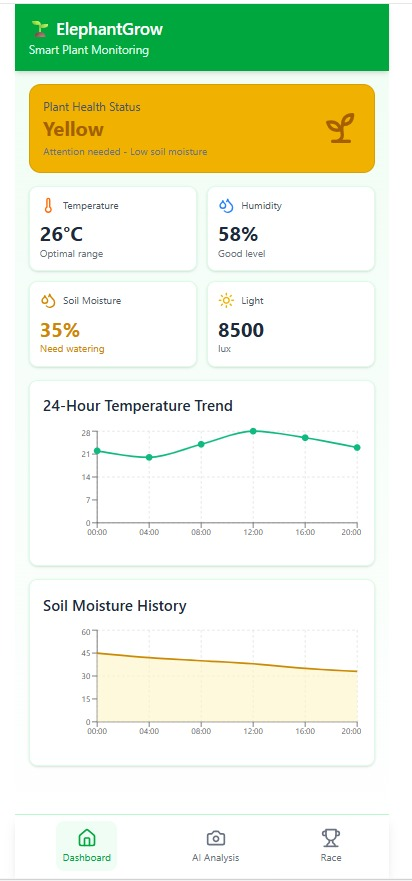 ElephantGrow
Smart Plant Monitoring
Plant Health Status
Yellow
Attention needed - Low soil moisture
Temperature
26°C
Optimal range
Humidity
58%
Good level
Soil Moisture
35%
Need watering
Light
8500
lux
24-Hour Temperature Trend
28
21
14
7
0
00:00 04:00 08:00 12:00 16:00 20:00
Soil Moisture History
60
45
30
15
0
00:00 04:00 08:00 12:00 16:00 20:00
Dashboard AI Analysis Race